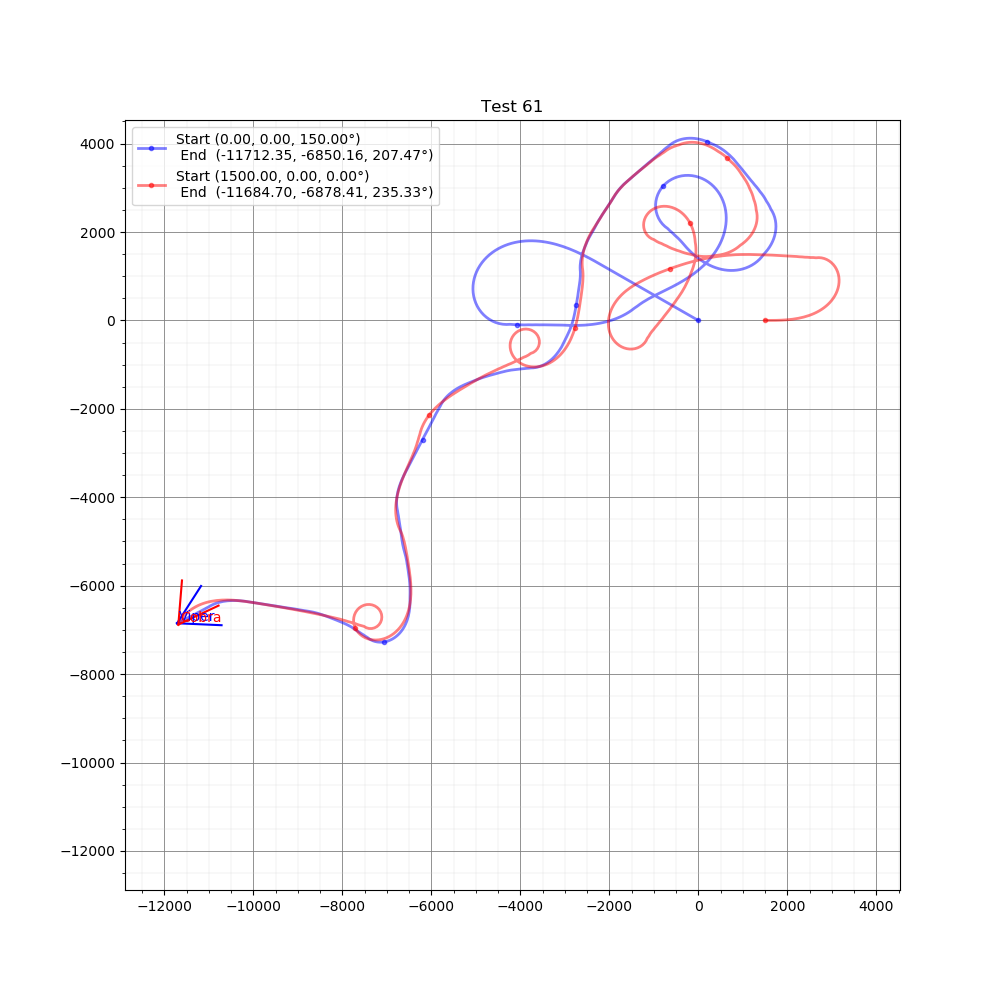 Test 61
Start (0.00, 0.00, 150.00°)
End  (-11712.35, -6850.16, 207.47°)
Start (1500.00, 0.00, 0.00°)
End  (-11684.70, -6878.41, 235.33°)
4000
2000
0
−2000
−4000
−6000
−8000
−10000
−12000
−12000 −10000 −8000 −6000 −4000 −2000 0 2000 4000